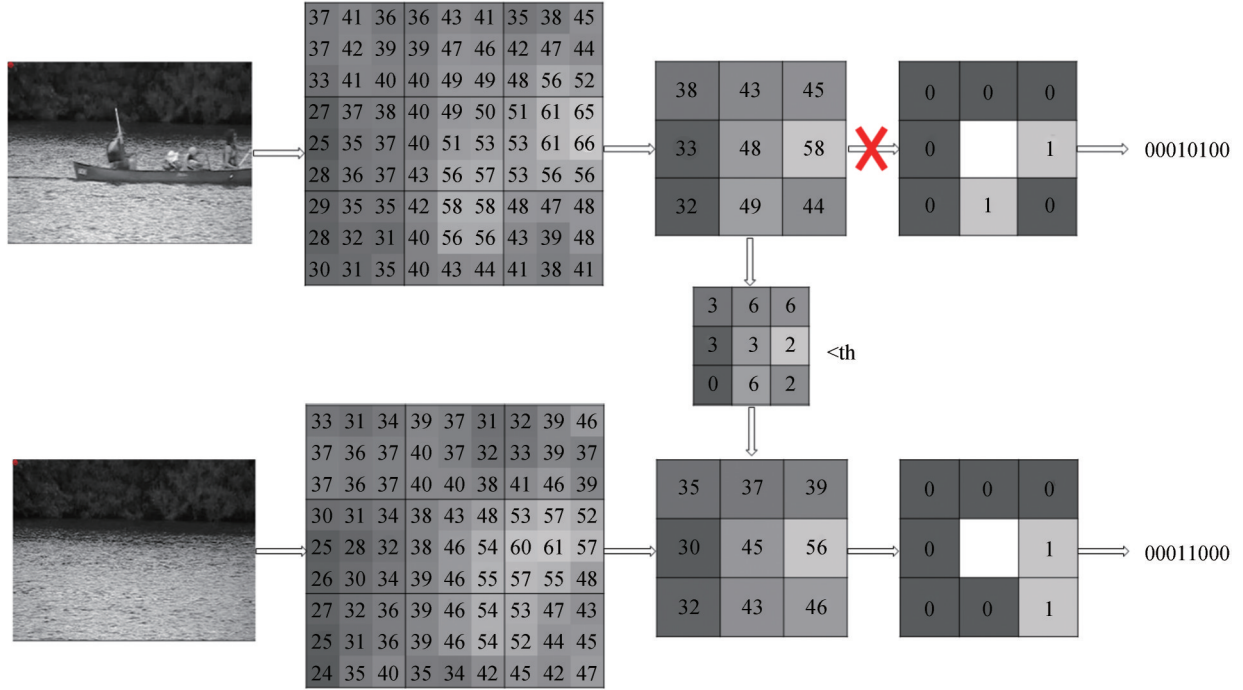 37 41 36 36 43 41 35 38 45
37 42 39 39 47 46 42 47 44
33 41 40 40 49 49 48 56 52
27 37 38 40 49 50 51 61 65
25 35 37 40 51 53 53 61 66
28 36 37 43 56 57 53 56 56
29 35 35 42 58 58 48 47 48
28 32 31 40 56 56 43 39 48
30 31 35 40 43 44 41 38 41
38 43 45
33 48 58
32 49 44
0 0 0
0 1
0 1 0
00010100
3 6 6
3 3 2
0 6 2
<th
33 31 34 39 37 31 32 39 46
37 36 37 40 37 32 33 39 37
37 36 37 40 40 38 41 46 39
30 31 34 38 43 48 53 57 52
25 28 32 38 46 54 60 61 57
26 30 34 39 46 55 57 55 48
27 32 36 39 46 54 53 47 43
25 31 36 39 46 54 52 44 45
24 35 40 35 34 42 45 42 47
35 37 39
30 45 56
32 43 46
0 0 0
0 1
0 0 1
00011000